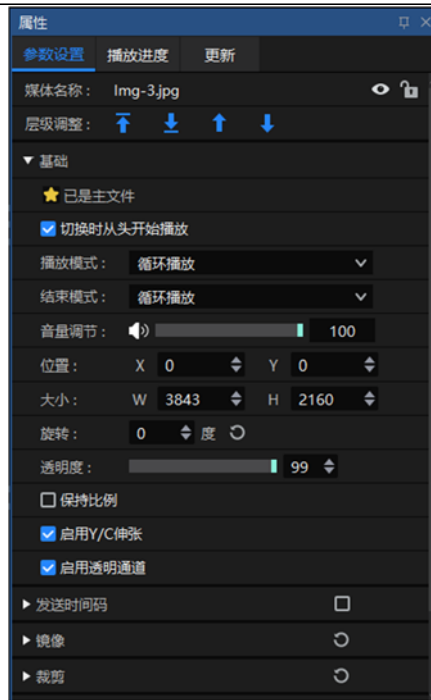 属性
参数设置 播放进度 更新
媒体名称： Img-3.jpg
层级调整：
基础
已是主文件
切换时从头开始播放
播放模式： 循环播放
结束模式： 循环播放
音量调节： 100
位置： X 0 Y 0
大小： W 3843 H 2160
旋转： 0 度
透明度： 99
保持比例
启用Y/C伸张
启用透明通道
发送时间码
镜像
裁剪